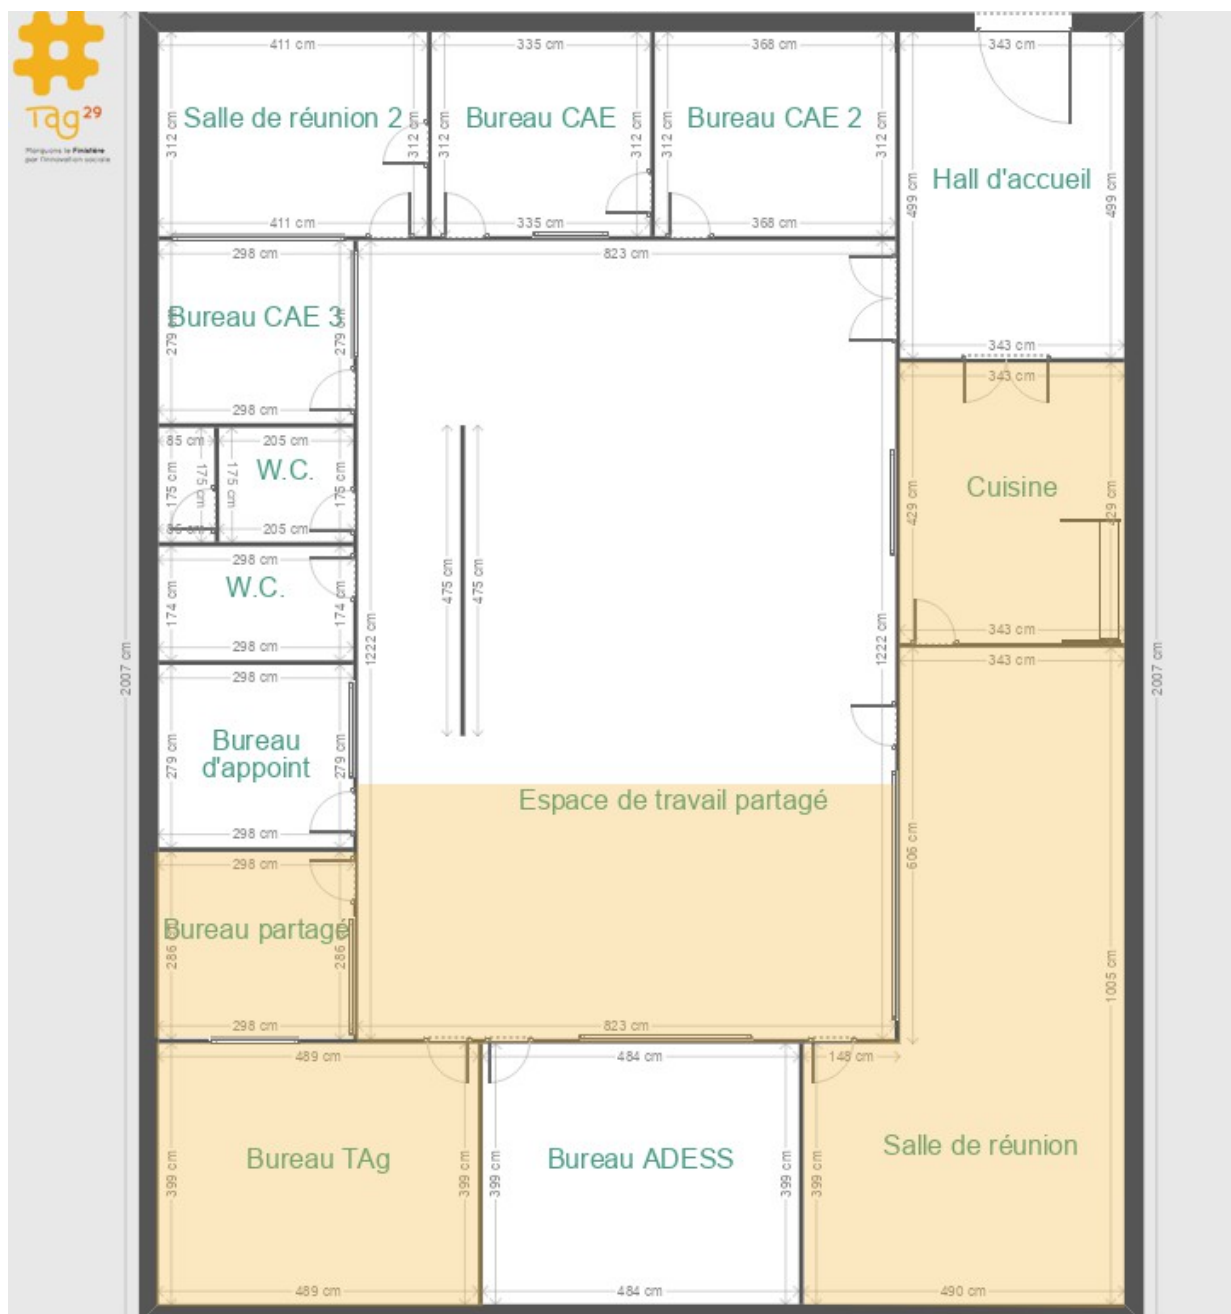 Tag29
Marquons le Finistère
par l'innovation sociale
2007 cm
2007 cm
411 cm
335 cm
368 cm
343 cm
Salle de réunion 2
Bureau CAE
Bureau CAE 2
312 cm
312 cm
312 cm
312 cm
312 cm
312 cm
Hall d'accueil
499 cm
499 cm
411 cm
335 cm
368 cm
298 cm
823 cm
Bureau CAE 3
279 cm
279 cm
343 cm
343 cm
298 cm
85 cm
205 cm
W.C.
175 cm
175 cm
175 cm
175 cm
85 cm
205 cm
Cuisine
429 cm
429 cm
475 cm
475 cm
298 cm
W.C.
174 cm
174 cm
298 cm
1222 cm
1222 cm
343 cm
343 cm
298 cm
Bureau
d'appoint
279 cm
279 cm
298 cm
Espace de travail partagé
606 cm
298 cm
Bureau partagé
286 cm
286 cm
1005 cm
298 cm
823 cm
489 cm
484 cm
148 cm
Bureau TAg
Bureau ADESS
Salle de réunion
399 cm
399 cm
399 cm
399 cm
399 cm
489 cm
484 cm
490 cm